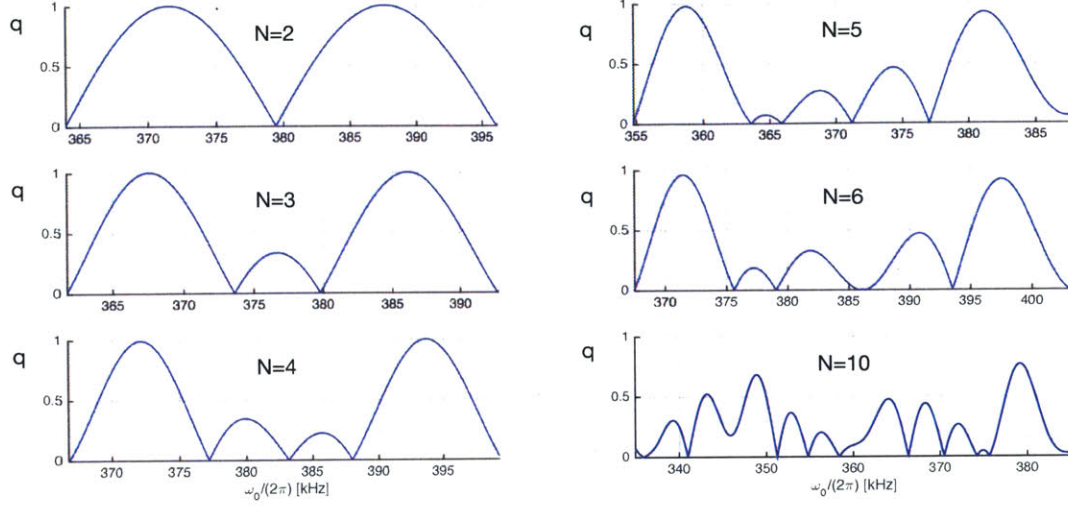 q
1
0.5
0
N=2
365 370 375 380 385 390 395
q
1
0.5
0
N=3
365 370 375 380 385 390
q
1
0.5
0
N=4
370 375 380 385 390 395
ω₀/(2π) [kHz]
q
1
0.5
0
N=5
355 360 365 370 375 380 385
q
1
0.5
0
N=6
370 375 380 385 390 395 400
q
1
0.5
0
N=10
340 350 360 370 380
ω₀/(2π) [kHz]